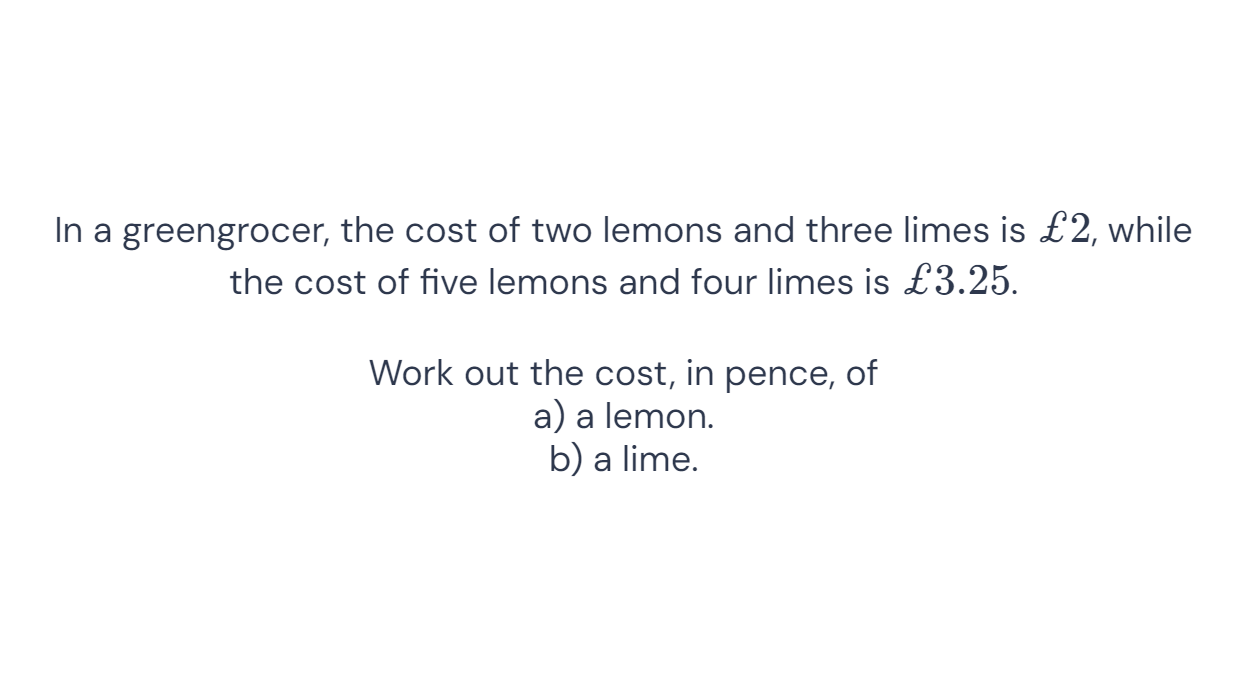 In a greengrocer, the cost of two lemons and three limes is £2, while
the cost of five lemons and four limes is £3.25.
Work out the cost, in pence, of
a) a lemon.
b) a lime.